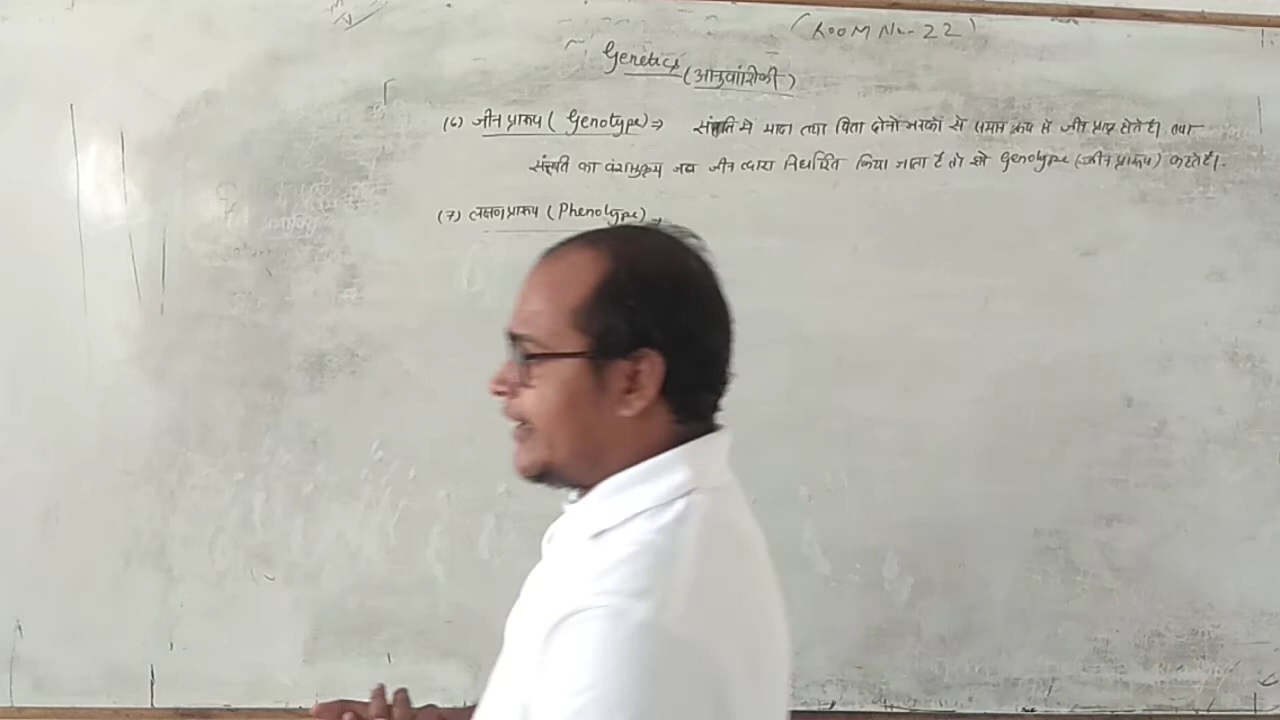 (ROOM No- 22)
Genetics (आनुवांशिकी)
(6) जीन प्रारूप ( Genotype) ⇒ संतति में माता तथा पिता दोनों जनकों से समान रूप से जीन प्राप्त होते हैं। तथा
संतति का वंशानुक्रम जब जीन द्वारा निर्धारित किया जाता है तो उसे Genotype (जीन प्रारूप) कहते हैं।
(7) लक्षण प्रारूप ( Phenotype) →